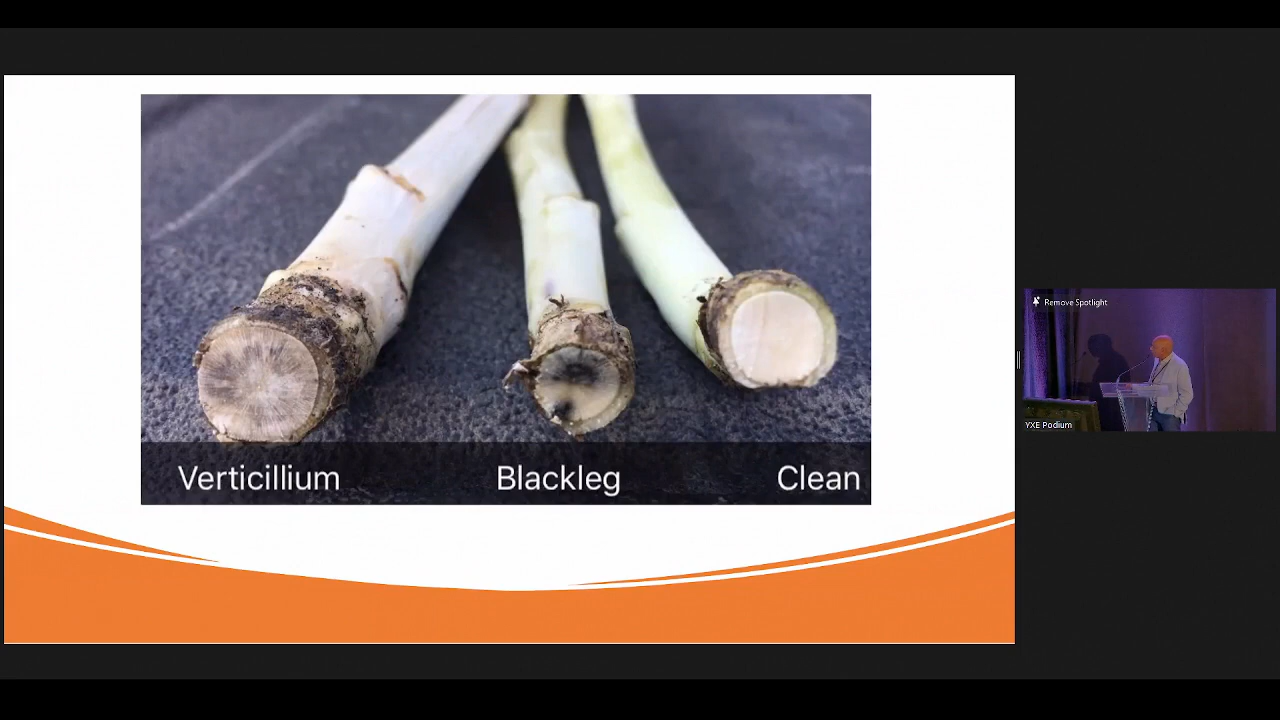 Verticillium
Blackleg
Clean
Remove Spotlight
YXE Podium